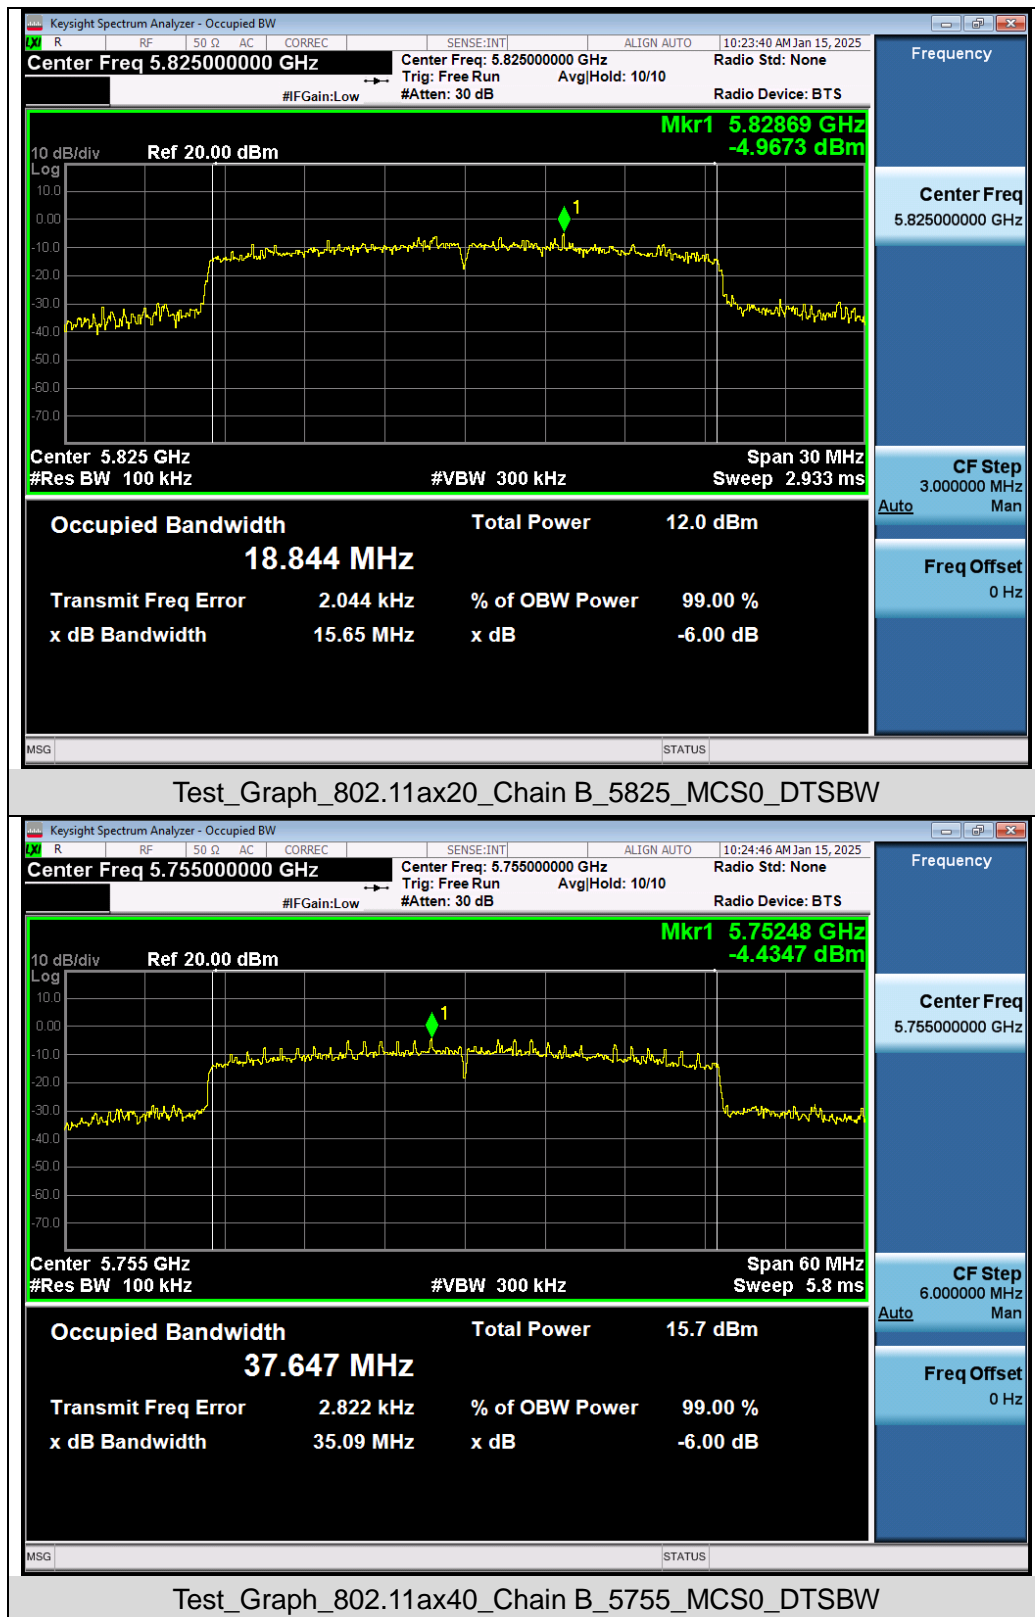 Keysight Spectrum Analyzer - Occupied BW
LXI R RF 50 Ω AC CORREC SENSE:INT ALIGN AUTO 10:23:40 AM Jan 15, 2025
Center Freq 5.825000000 GHz Center Freq: 5.825000000 GHz Radio Std: None Frequency
Trig: Free Run Avg|Hold: 10/10
#IFGain:Low #Atten: 30 dB Radio Device: BTS
Mkr1 5.82869 GHz
10 dB/div Ref 20.00 dBm -4.9673 dBm
Log
10.0
0.00
-10.0
-20.0
-30.0
-40.0
-50.0
-60.0
-70.0
1
Center 5.825 GHz Span 30 MHz
#Res BW 100 kHz #VBW 300 kHz Sweep 2.933 ms
Center Freq
5.825000000 GHz
CF Step
3.000000 MHz
Auto Man
Freq Offset
0 Hz
Occupied Bandwidth Total Power 12.0 dBm
18.844 MHz
Transmit Freq Error 2.044 kHz % of OBW Power 99.00 %
x dB Bandwidth 15.65 MHz x dB -6.00 dB
MSG STATUS
Test_Graph_802.11ax20_Chain B_5825_MCS0_DTSBW
Keysight Spectrum Analyzer - Occupied BW
LXI R RF 50 Ω AC CORREC SENSE:INT ALIGN AUTO 10:24:46 AM Jan 15, 2025
Center Freq 5.755000000 GHz Center Freq: 5.755000000 GHz Radio Std: None Frequency
Trig: Free Run Avg|Hold: 10/10
#IFGain:Low #Atten: 30 dB Radio Device: BTS
Mkr1 5.75248 GHz
10 dB/div Ref 20.00 dBm -4.4347 dBm
Log
10.0
0.00
-10.0
-20.0
-30.0
-40.0
-50.0
-60.0
-70.0
1
Center 5.755 GHz Span 60 MHz
#Res BW 100 kHz #VBW 300 kHz Sweep 5.8 ms
Center Freq
5.755000000 GHz
CF Step
6.000000 MHz
Auto Man
Freq Offset
0 Hz
Occupied Bandwidth Total Power 15.7 dBm
37.647 MHz
Transmit Freq Error 2.822 kHz % of OBW Power 99.00 %
x dB Bandwidth 35.09 MHz x dB -6.00 dB
MSG STATUS
Test_Graph_802.11ax40_Chain B_5755_MCS0_DTSBW